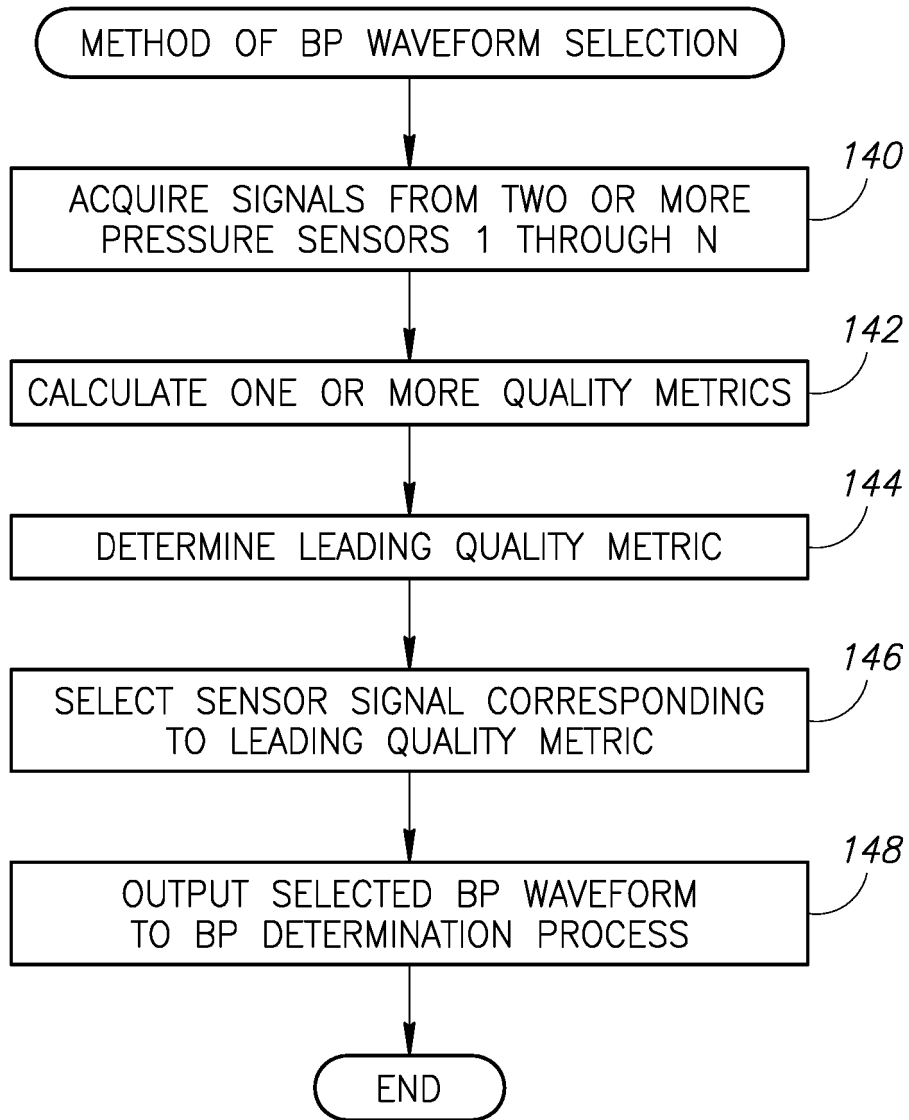 METHOD OF BP WAVEFORM SELECTION
140
ACQUIRE SIGNALS FROM TWO OR MORE
PRESSURE SENSORS 1 THROUGH N
142
CALCULATE ONE OR MORE QUALITY METRICS
144
DETERMINE LEADING QUALITY METRIC
146
SELECT SENSOR SIGNAL CORRESPONDING
TO LEADING QUALITY METRIC
148
OUTPUT SELECTED BP WAVEFORM
TO BP DETERMINATION PROCESS
END